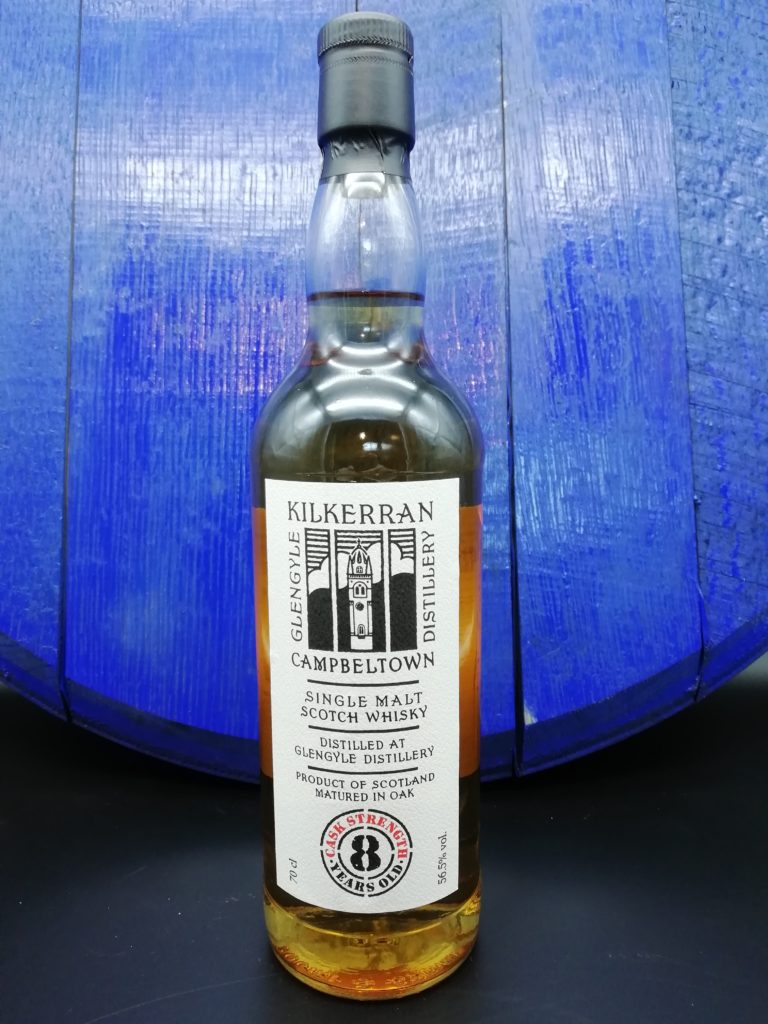 KILKERRAN
GLENGYLE
DISTILLERY
CAMPBELTOWN
SINGLE MALT
SCOTCH WHISKY
DISTILLED AT
GLENGYLE DISTILLERY
PRODUCT OF SCOTLAND
MATURED IN OAK
CASK STRENGTH
8
YEARS OLD
70 cl
56.5% vol.